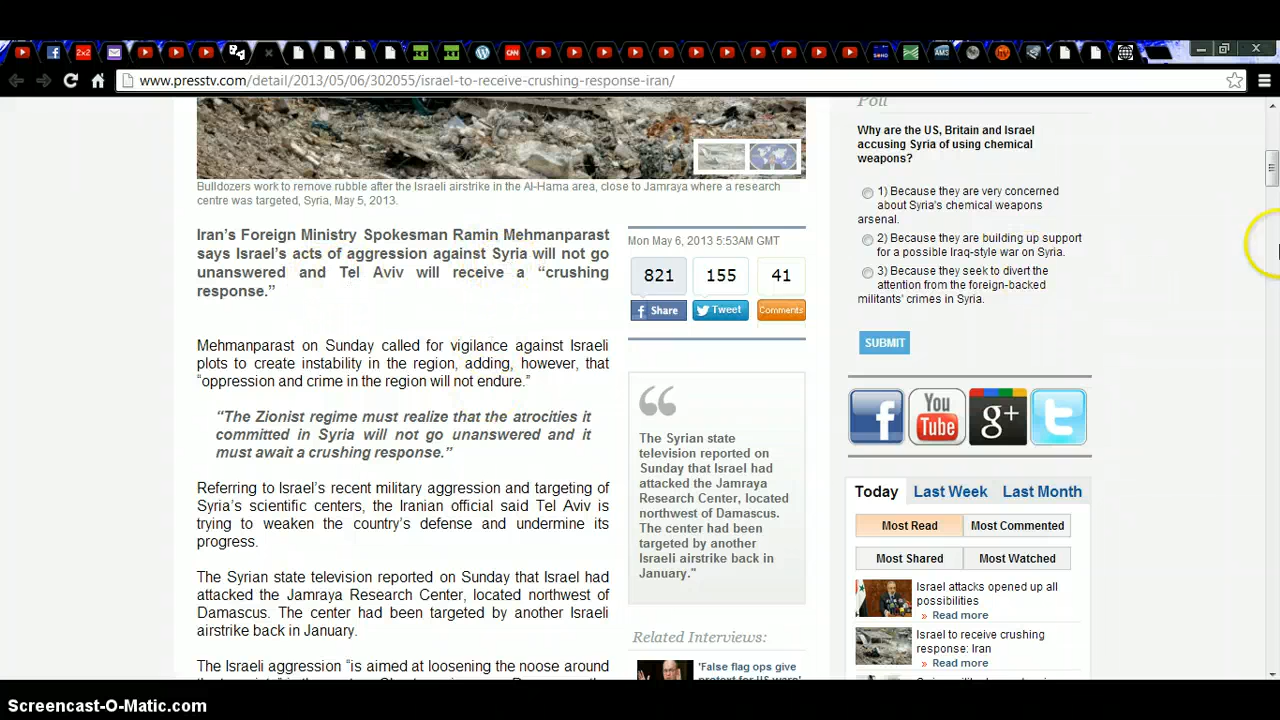 2x2
CNN
AMS
www.presstv.com/detail/2013/05/06/302055/israel-to-receive-crushing-response-iran/
Bulldozers work to remove rubble after the Israeli airstrike in the Al-Hama area, close to Jamraya where a research
centre was targeted, Syria, May 5, 2013.
Iran’s Foreign Ministry Spokesman Ramin Mehmanparast
says Israel’s acts of aggression against Syria will not go
unanswered and Tel Aviv will receive a “crushing
response.”
Mehmanparast on Sunday called for vigilance against Israeli
plots to create instability in the region, adding, however, that
“oppression and crime in the region will not endure.”
“The Zionist regime must realize that the atrocities it
committed in Syria will not go unanswered and it
must await a crushing response.”
Referring to Israel’s recent military aggression and targeting of
Syria’s scientific centers, the Iranian official said Tel Aviv is
trying to weaken the country’s defense and undermine its
progress.
The Syrian state television reported on Sunday that Israel had
attacked the Jamraya Research Center, located northwest of
Damascus. The center had been targeted by another Israeli
airstrike back in January.
The Israeli aggression “is aimed at loosening the noose around
Mon May 6, 2013 5:53AM GMT
821 155 41
Share Tweet Comments
The Syrian state
television reported on
Sunday that Israel had
attacked the Jamraya
Research Center, located
northwest of Damascus.
The center had been
targeted by another
Israeli airstrike back in
January."
Related Interviews:
'False flag ops give
pretext for US wars'
Poll
Why are the US, Britain and Israel
accusing Syria of using chemical
weapons?
1) Because they are very concerned
about Syria's chemical weapons
arsenal.
2) Because they are building up support
for a possible Iraq-style war on Syria.
3) Because they seek to divert the
attention from the foreign-backed
militants' crimes in Syria.
SUBMIT
f You Tube g+ t
Today Last Week Last Month
Most Read Most Commented
Most Shared Most Watched
Israel attacks opened up all
possibilities
» Read more
Israel to receive crushing
response: Iran
» Read more
Screencast-O-Matic.com